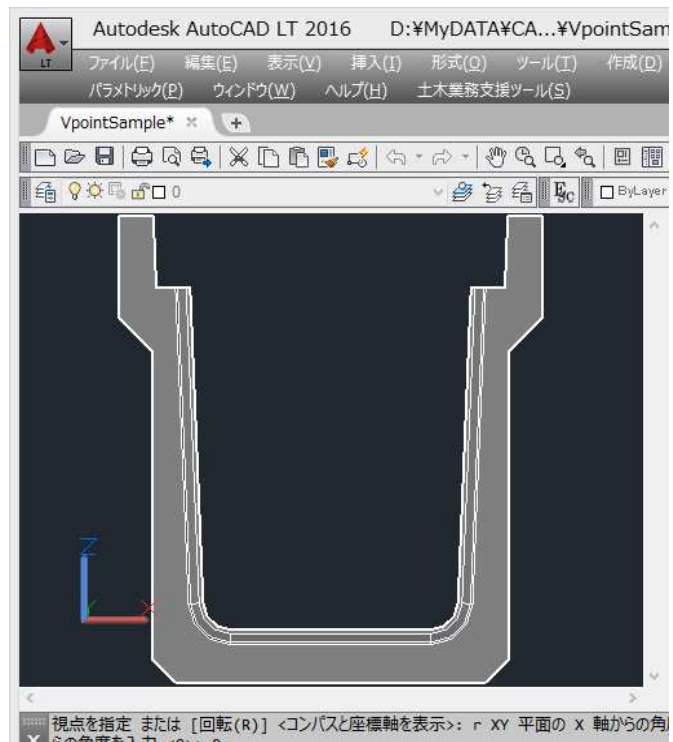 Autodesk AutoCAD LT 2016 D:¥MyDATA¥CA...¥VpointSam
LT
ファイル(F) 編集(E) 表示(V) 挿入(I) 形式(O) ツール(T) 作成(D)
パラメトリック(P) ウィンドウ(W) ヘルプ(H) 土木業務支援ツール(S)
VpointSample*
0
ByLayer
Z
X
視点を指定 または [回転(R)] <コンパスと座標軸を表示>: r XY 平面の X 軸からの角